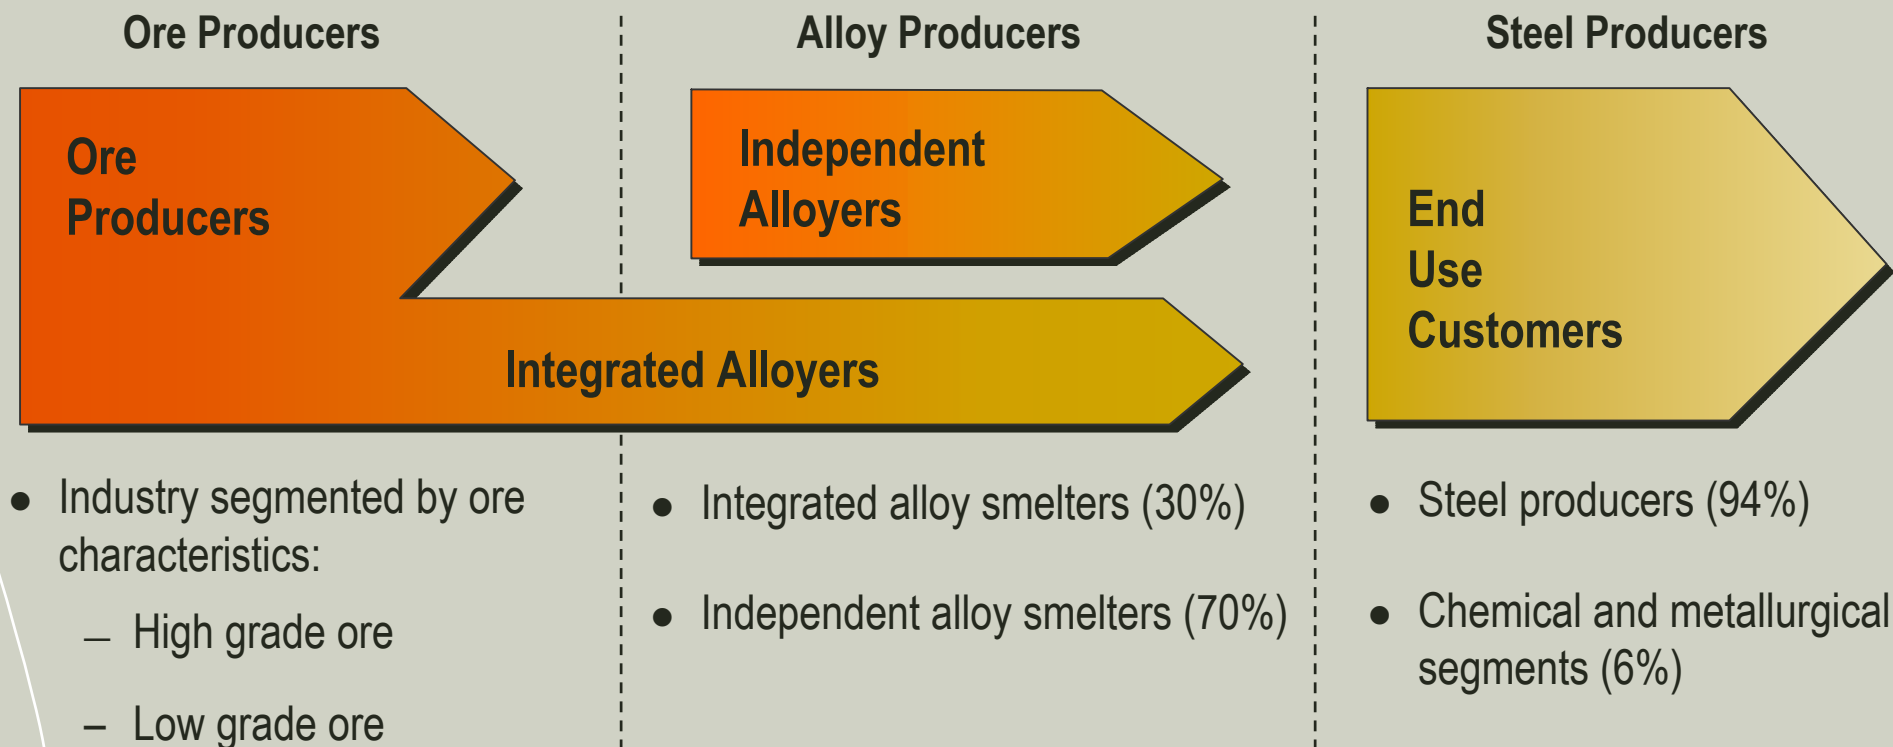 Ore Producers
Ore
Producers
Integrated Alloyers
● Industry segmented by ore
characteristics:
– High grade ore
– Low grade ore
Alloy Producers
Independent
Alloyers
● Integrated alloy smelters (30%)
● Independent alloy smelters (70%)
Steel Producers
End
Use
Customers
● Steel producers (94%)
● Chemical and metallurgical
segments (6%)